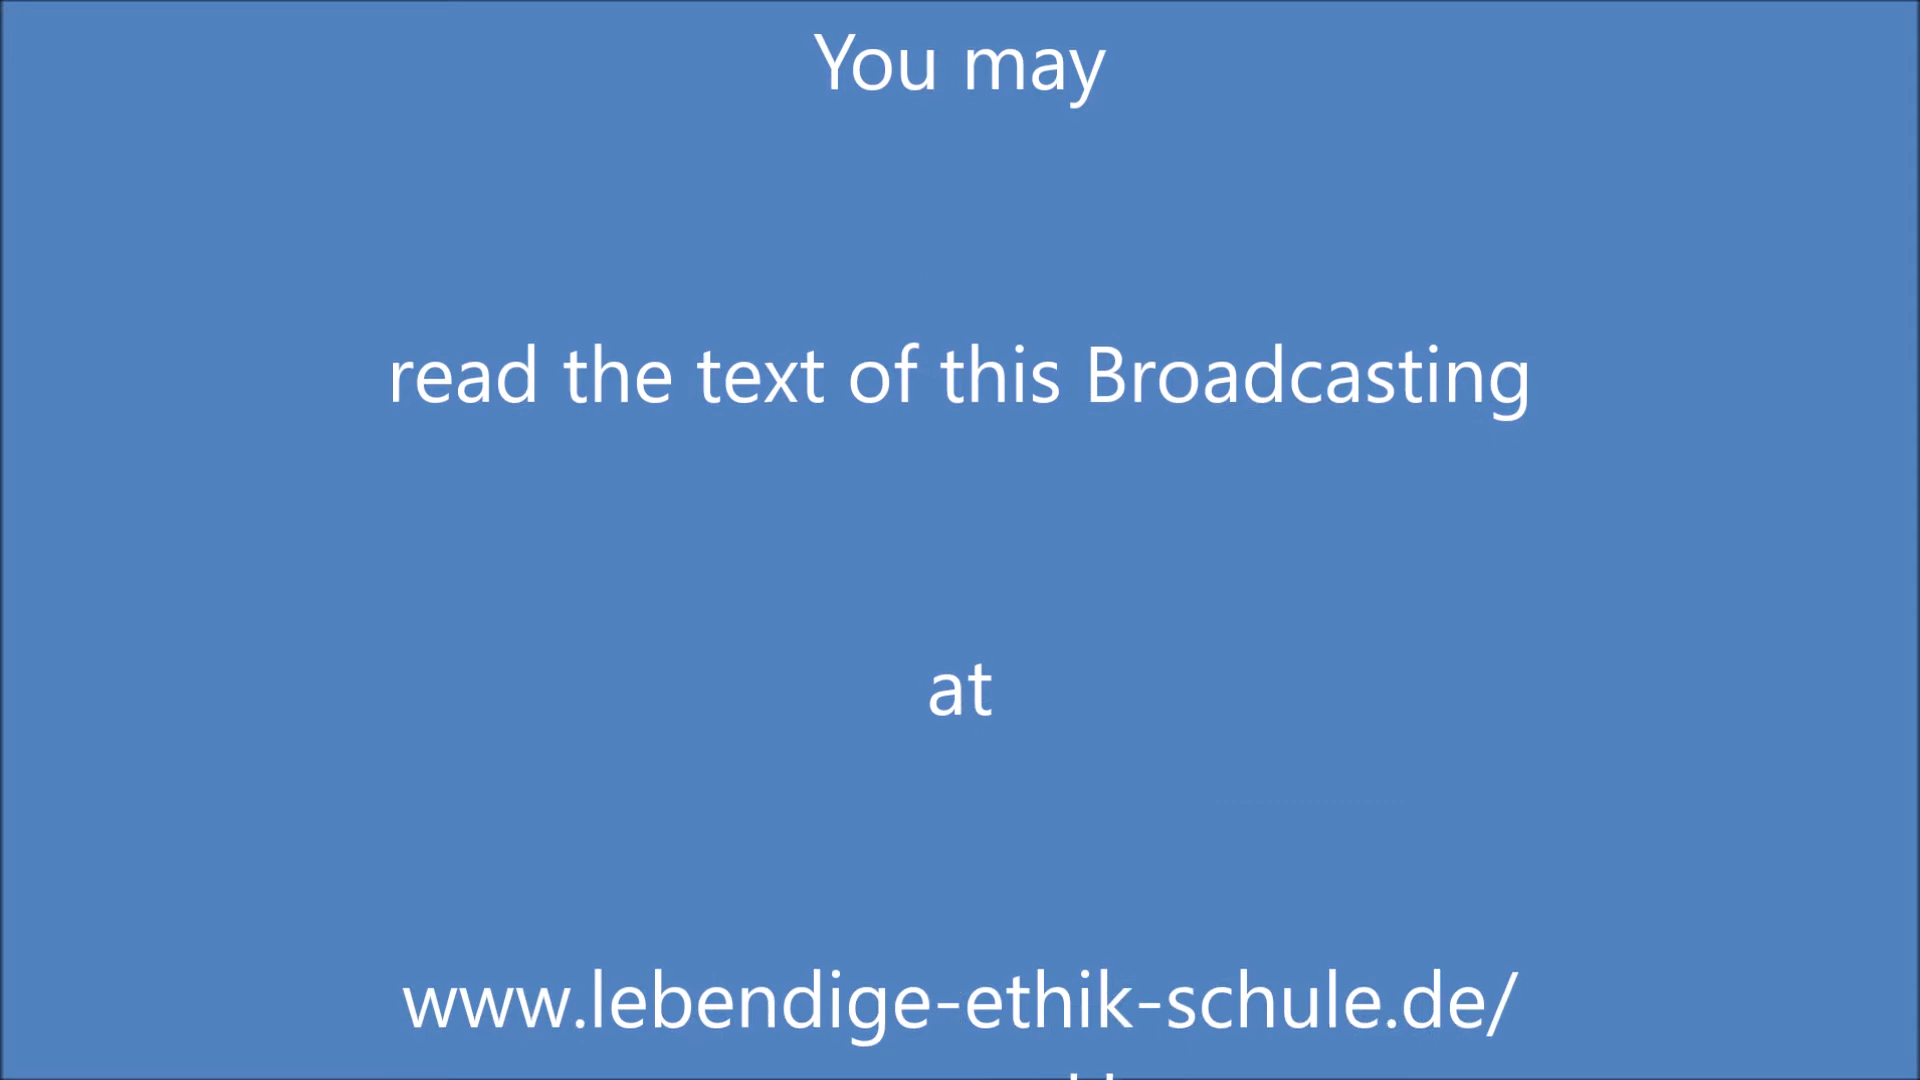 You may
read the text of this Broadcasting
at
www.lebendige-ethik-schule.de/